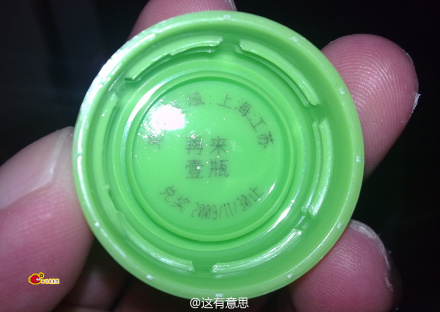 :上海江苏
再来
壹瓶
兑奖 2009/11/30止
@这有意思